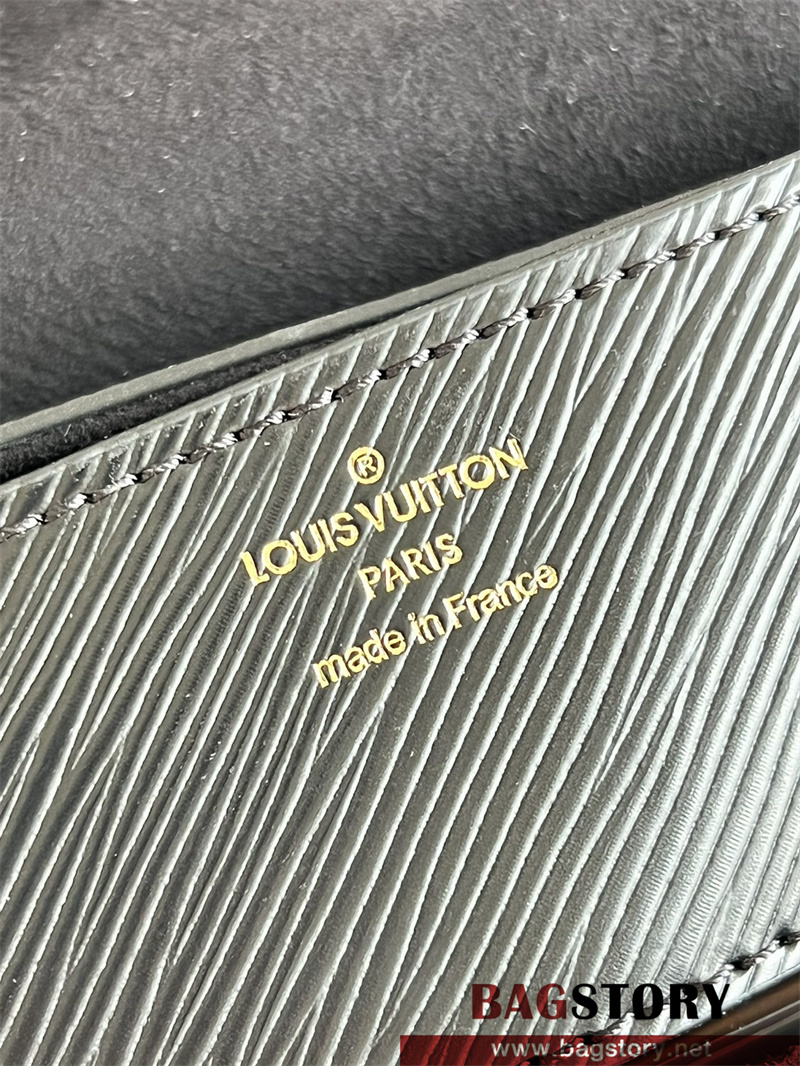 ®
LOUIS VUITTON
PARIS
made in France
BAGSTORY
www.bagstory.net